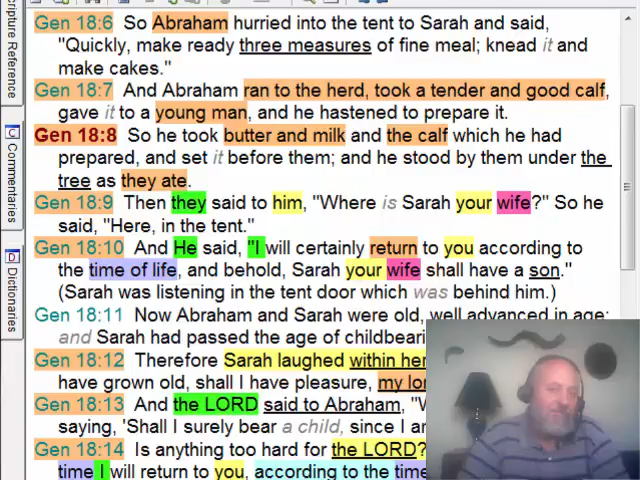 Gen 18:6 So Abraham hurried into the tent to Sarah and said,
"Quickly, make ready three measures of fine meal; knead it and
make cakes."
Gen 18:7 And Abraham ran to the herd, took a tender and good calf,
gave it to a young man, and he hastened to prepare it.
Gen 18:8 So he took butter and milk and the calf which he had
prepared, and set it before them; and he stood by them under the
tree as they ate.
Gen 18:9 Then they said to him, "Where is Sarah your wife?" So he
said, "Here, in the tent."
Gen 18:10 And He said, "I will certainly return to you according to
the time of life, and behold, Sarah your wife shall have a son."
(Sarah was listening in the tent door which was behind him.)
Gen 18:11 Now Abraham and Sarah were old, well advanced in age;
and Sarah had passed the age of childbeari
Gen 18:12 Therefore Sarah laughed within her
have grown old, shall I have pleasure, my lo
Gen 18:13 And the LORD said to Abraham, "
saying, 'Shall I surely bear a child, since I a
Gen 18:14 Is anything too hard for the LORD?
time I will return to you, according to the time
Scripture Reference
Commentaries
Dictionaries